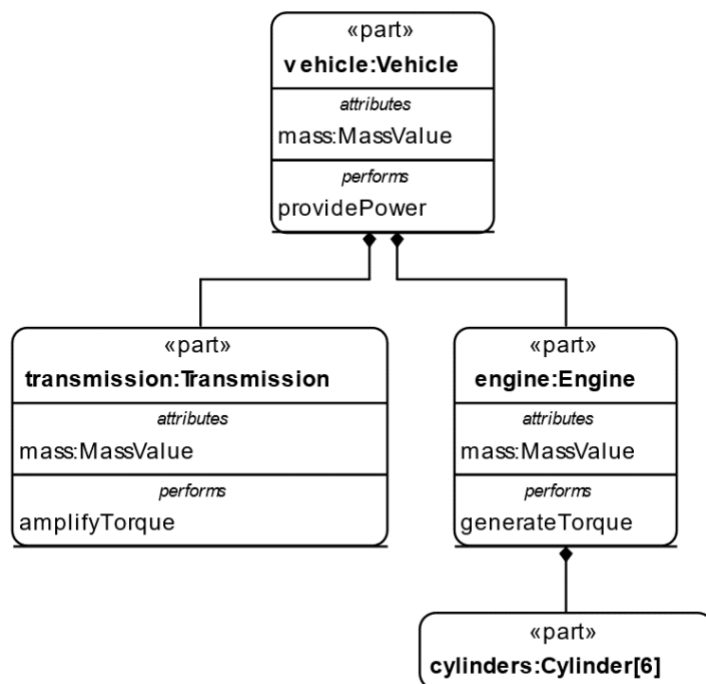 «part»
vehicle:Vehicle
attributes
mass:MassValue
performs
providePower
«part»
transmission:Transmission
attributes
mass:MassValue
performs
amplifyTorque
«part»
engine:Engine
attributes
mass:MassValue
performs
generateTorque
«part»
cylinders:Cylinder[6]